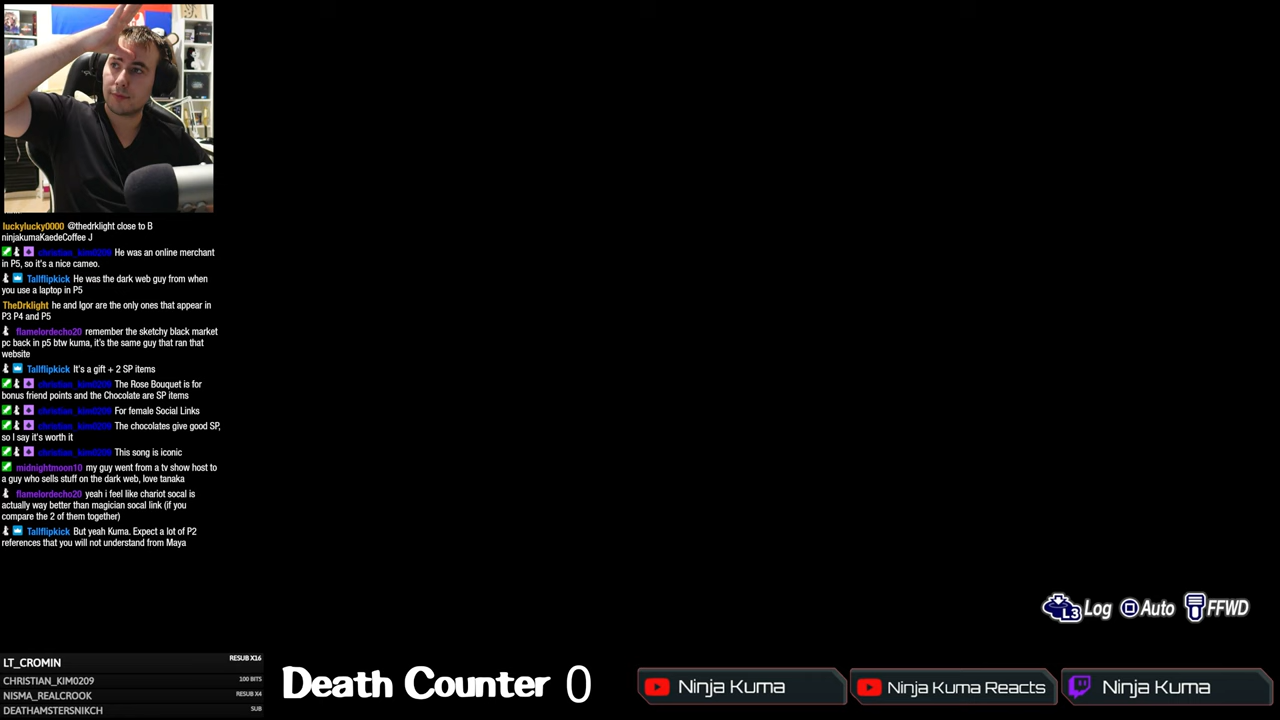 luckylucky0000 @thedrklight close to B
ninjakumaKaedeCoffee J
christian_kim0209 He was an online merchant
in P5, so it's a nice cameo.
Tallflipkick He was the dark web guy from when
you use a laptop in P5
TheDrklight he and Igor are the only ones that appear in
P3 P4 and P5
flamelordecho20 remember the sketchy black market
pc back in p5 btw kuma, it's the same guy that ran that
website
Tallflipkick It's a gift + 2 SP items
christian_kim0209 The Rose Bouquet is for
bonus friend points and the Chocolate are SP items
christian_kim0209 For female Social Links
christian_kim0209 The chocolates give good SP,
so I say it's worth it
christian_kim0209 This song is iconic
midnightmoon10 my guy went from a tv show host to
a guy who sells stuff on the dark web, love tanaka
flamelordecho20 yeah i feel like chariot socal is
actually way better than magician socal link (if you
compare the 2 of them together)
Tallflipkick But yeah Kuma. Expect a lot of P2
references that you will not understand from Maya
L3 Log Auto FFWD
LT_CROMIN RESUB X16
CHRISTIAN_KIM0209 100 BITS
NISMA_REALCROOK RESUB X4
DEATHAMSTERSNIKCH SUB
Death Counter 0
Ninja Kuma
Ninja Kuma Reacts
Ninja Kuma